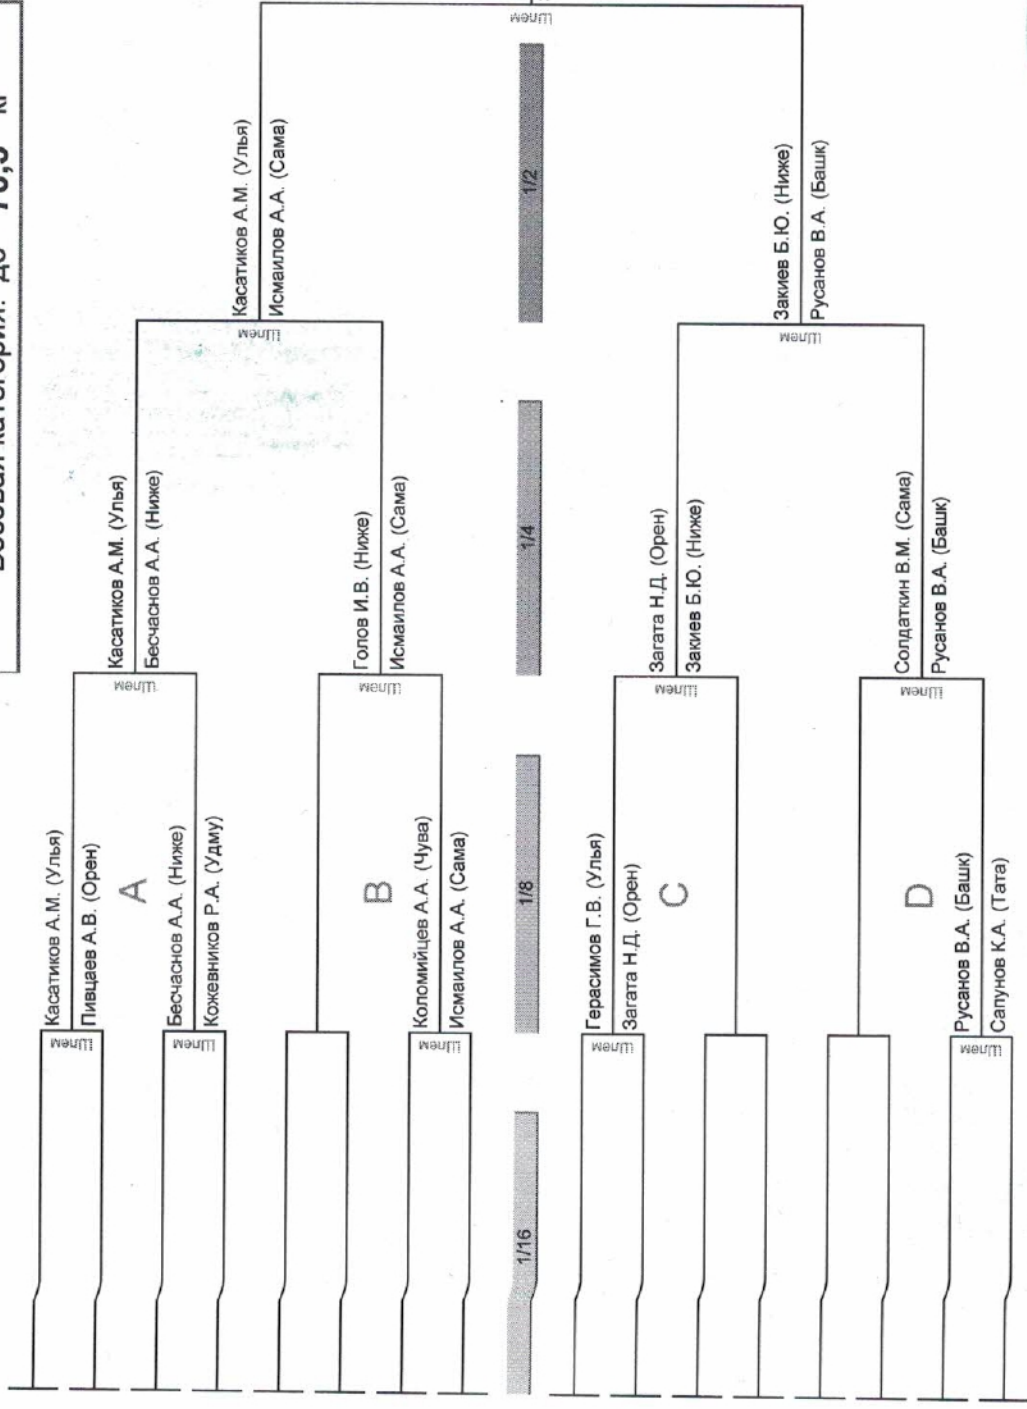 Касатиков А.М. (Улья)
Пивцаев А.В. (Орен)
A
Бесчаснов А.А. (Ниже)
Кожевников Р.А. (Удму)
B
Коломийцев А.А. (Чува)
Исмаилов А.А. (Сама)
Герасимов Г.В. (Улья)
Загата Н.Д. (Орен)
C
D
Русанов В.А. (Башк)
Сапунов К.А. (Тата)
Шлем
Шлем
Шлем
Шлем
Шлем
Касатиков А.М. (Улья)
Бесчаснов А.А. (Ниже)
Голов И.В. (Ниже)
Исмаилов А.А. (Сама)
Загата Н.Д. (Орен)
Закиев Б.Ю. (Ниже)
Солдаткин В.М. (Сама)
Русанов В.А. (Башк)
Шлем
Шлем
Шлем
Шлем
Касатиков А.М. (Улья)
Исмаилов А.А. (Сама)
Закиев Б.Ю. (Ниже)
Русанов В.А. (Башк)
Шлем
Шлем
Шлем
1/16
1/8
1/4
1/2